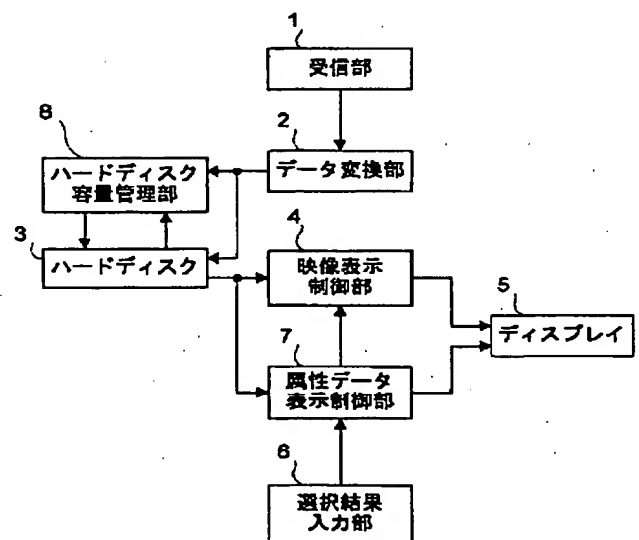 1
受信部
2
データ変換部
8
ハードディスク
容量管理部
3
ハードディスク
4
映像表示
制御部
5
ディスプレイ
7
属性データ
表示制御部
6
選択結果
入力部